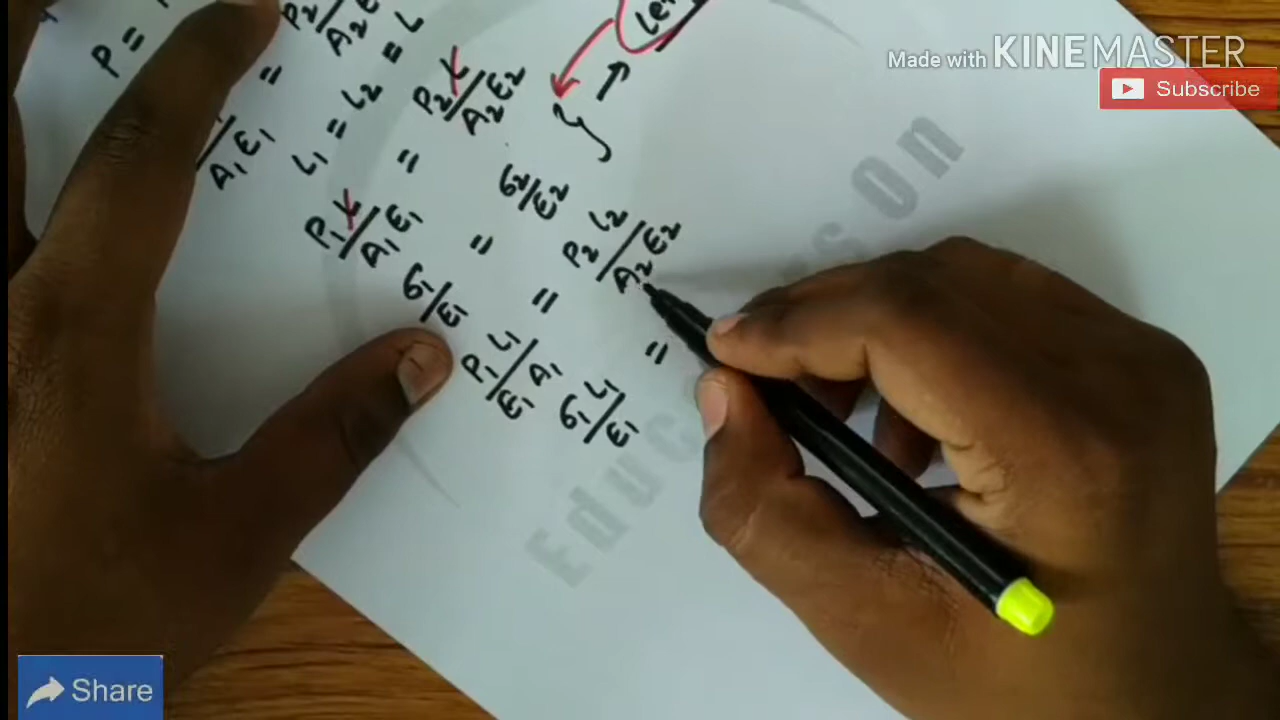 Made with KINEMASTER
Subscribe
P =
P2/A2E
/A1E1 =
L1 = L2 = L
P1L/A1E1 = P2L/A2E2
σ1/E1 = σ2/E2
P1L1/E1A1 = P2L2/A2E2
σ1L1/E1 =
Share